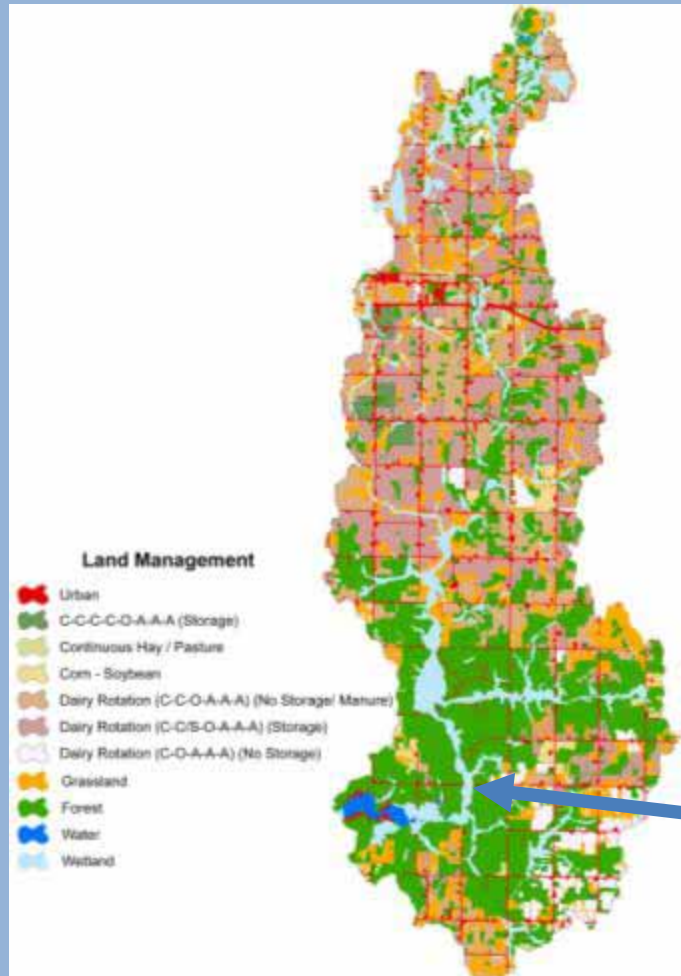 Land Management
Urban
C-C-C-C-O-A-A-A (Storage)
Continuous Hay / Pasture
Corn - Soybean
Dairy Rotation (C-C-O-A-A-A) (No Storage/ Manure)
Dairy Rotation (C-C/S-O-A-A-A) (Storage)
Dairy Rotation (C-O-A-A-A) (No Storage)
Grassland
Forest
Water
Wetland